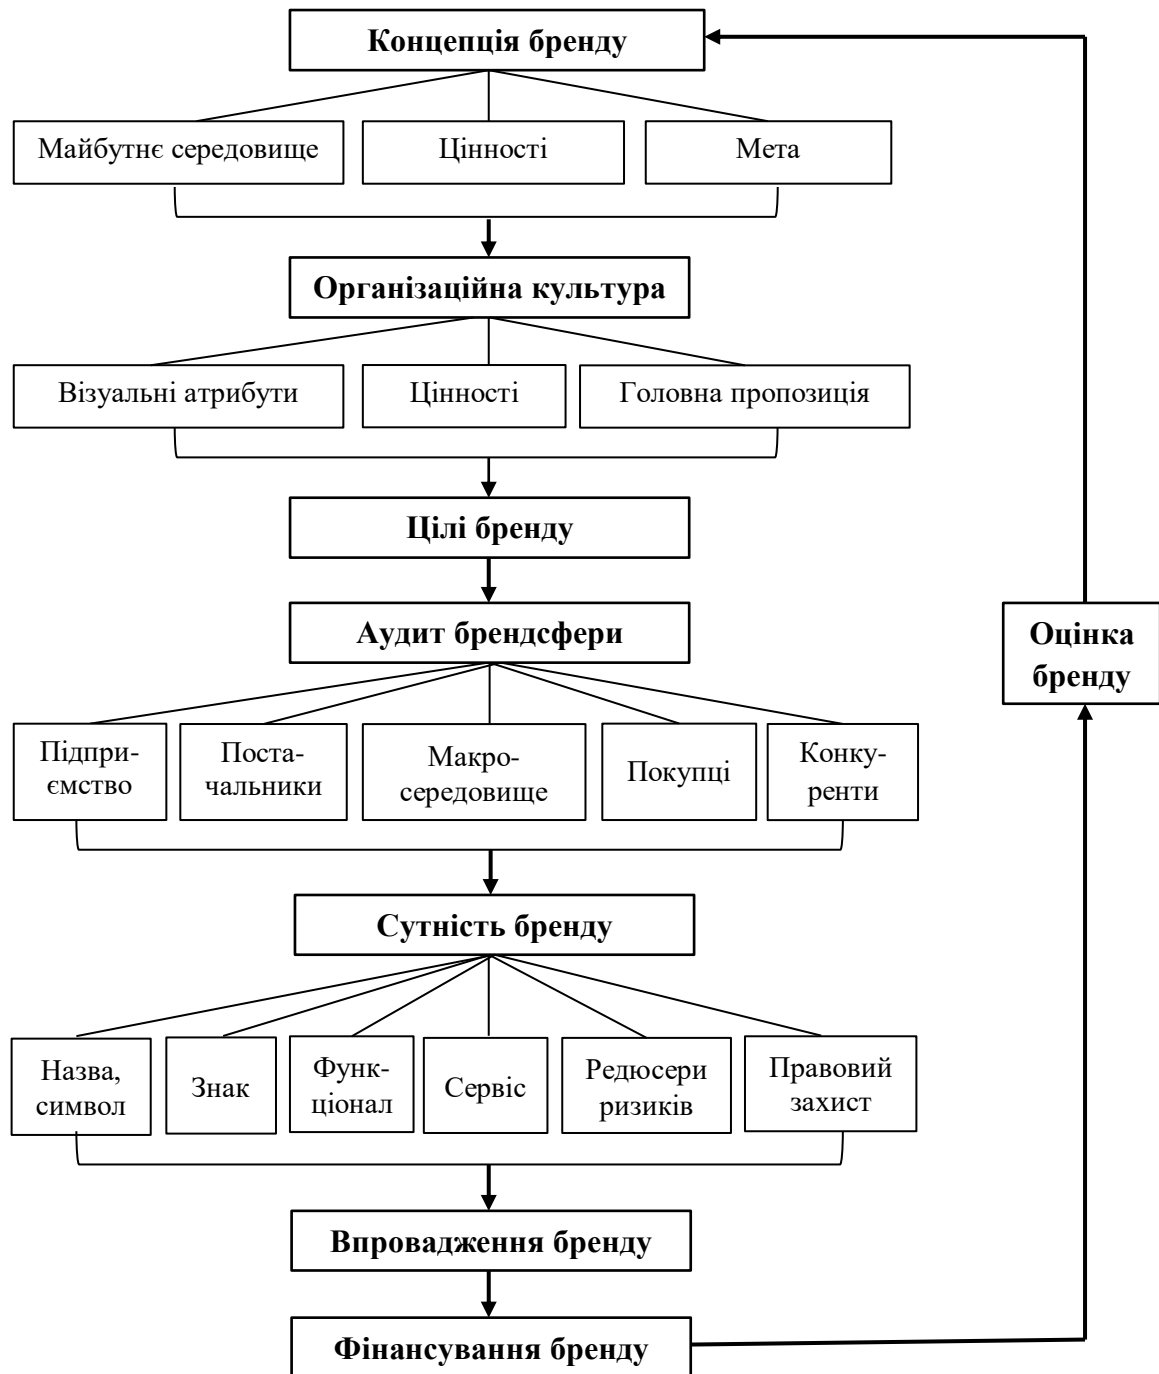 Концепція бренду
Майбутнє середовище
Цінності
Мета
Організаційна культура
Візуальні атрибути
Цінності
Головна пропозиція
Цілі бренду
Аудит брендсфери
Оцінка
бренду
Підпри-
ємство
Поста-
чальники
Макро-
середовище
Покупці
Конку-
ренти
Сутність бренду
Назва,
символ
Знак
Функ-
ціонал
Сервіс
Редюсери
ризиків
Правовий
захист
Впровадження бренду
Фінансування бренду